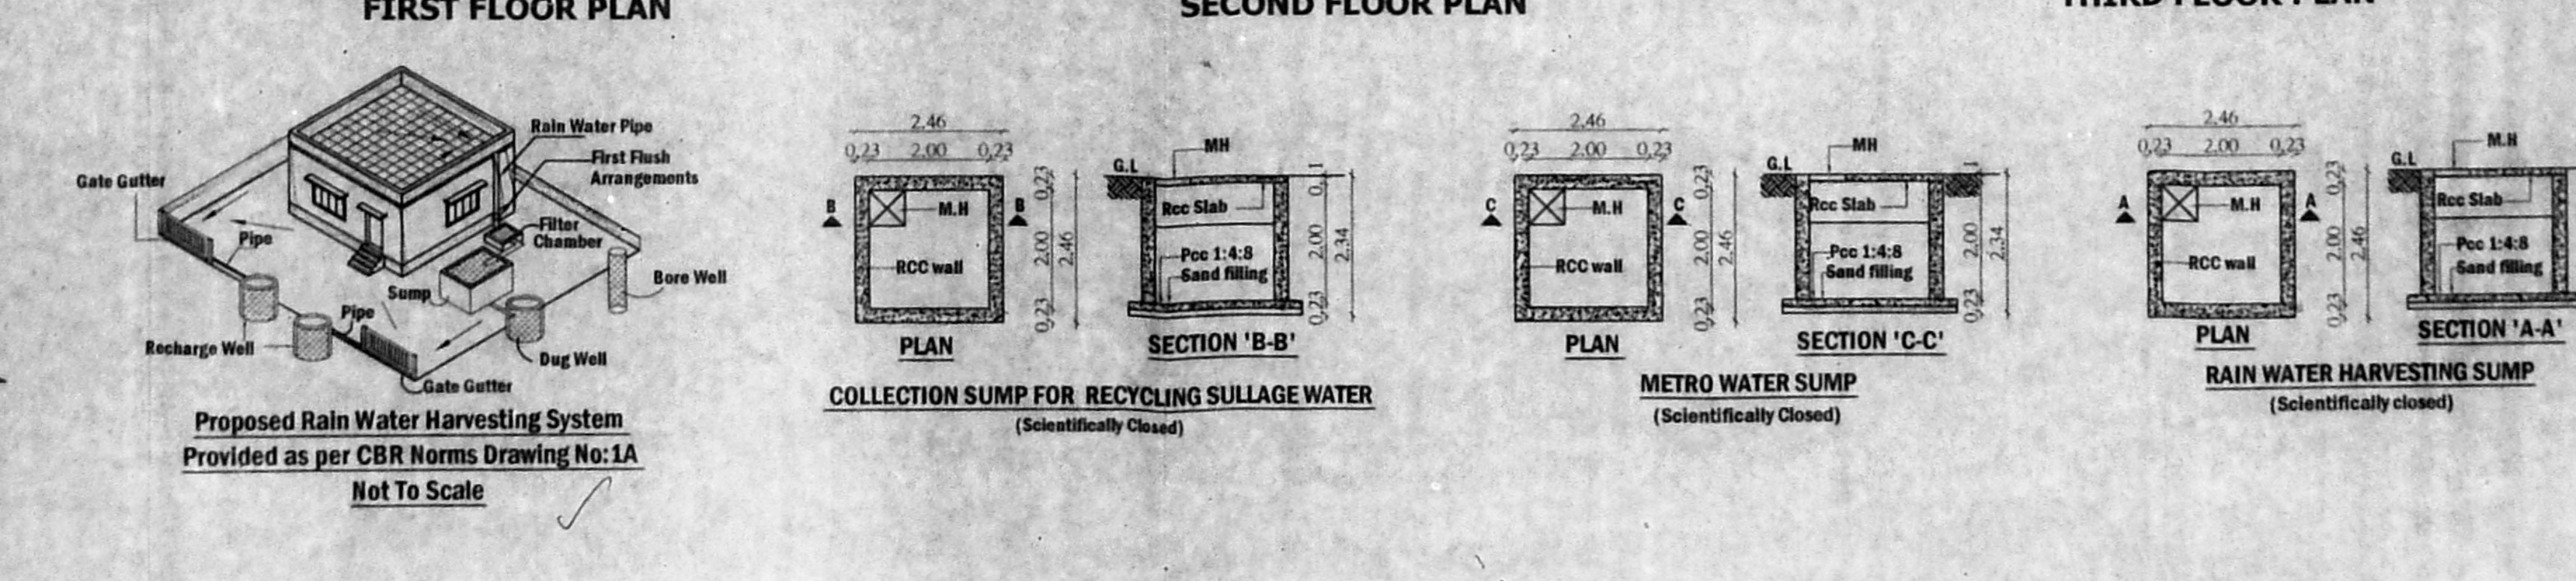 FIRST FLOOR PLAN
SECOND FLOOR PLAN
THIRD FLOOR PLAN
Rain Water Pipe
First Flush
Arrangements
Gate Gutter
Filter
Chamber
Pipe
Bore Well
Sump
Pipe
Recharge Well
Dug Well
Gate Gutter
Proposed Rain Water Harvesting System
Provided as per CBR Norms Drawing No:1A
Not To Scale
2.46
0,23 2.00 0,23
B
B
M.H
RCC wall
0,23
2.00
2.46
0,23
PLAN
G.L
MH
Rcc Slab
Pcc 1:4:8
Sand filling
0,1
2.00
2.34
0,23
SECTION 'B-B'
COLLECTION SUMP FOR RECYCLING SULLAGE WATER
(Scientifically Closed)
2.46
0,23 2.00 0,23
C
C
M.H
RCC wall
0,23
2.00
2.46
0,23
PLAN
G.L
MH
Rcc Slab
Pcc 1:4:8
Sand filling
2.00
2.34
0,23
SECTION 'C-C'
METRO WATER SUMP
(Scientifically Closed)
2.46
0,23 2.00 0,23
A
A
M.H
RCC wall
0,23
2.00
2.46
0,23
PLAN
G.L
M.H
Rcc Slab
Pcc 1:4:8
Sand filling
SECTION 'A-A'
RAIN WATER HARVESTING SUMP
(Scientifically closed)